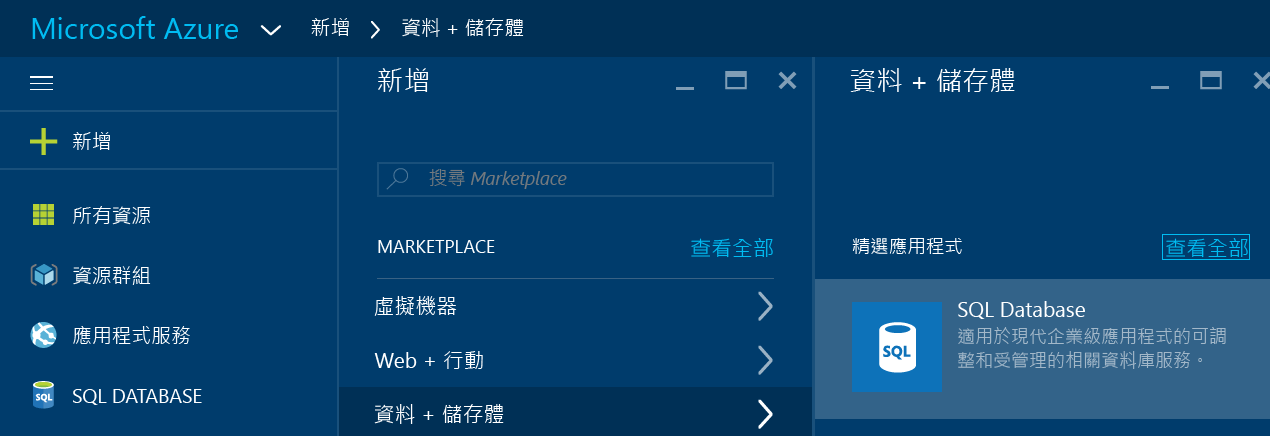 Microsoft Azure 新增 資料 + 儲存體
新增
所有資源
資源群組
應用程式服務
SQL
SQL DATABASE
新增
搜尋 Marketplace
MARKETPLACE 查看全部
虛擬機器
Web + 行動
資料 + 儲存體
資料 + 儲存體
精選應用程式 查看全部
SQL
SQL Database
適用於現代企業級應用程式的可調
整和受管理的相關資料庫服務。